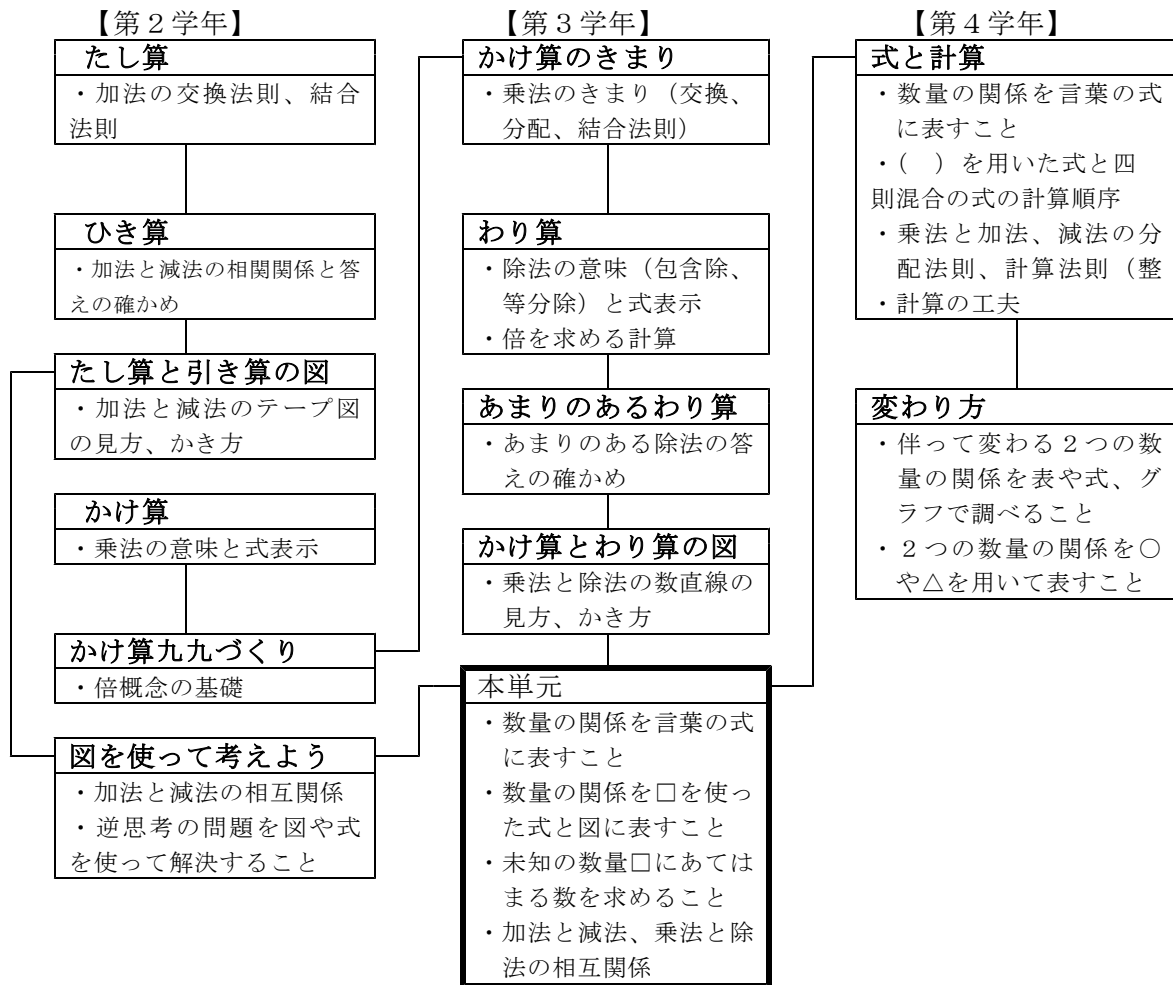 【第２学年】
たし算
・加法の交換法則、結合
法則
ひき算
・加法と減法の相関関係と答
えの確かめ
たし算と引き算の図
・加法と減法のテープ図
の見方、かき方
かけ算
・乗法の意味と式表示
かけ算九九づくり
・倍概念の基礎
図を使って考えよう
・加法と減法の相互関係
・逆思考の問題を図や式
を使って解決すること
【第３学年】
かけ算のきまり
・乗法のきまり（交換、
分配、結合法則）
わり算
・除法の意味（包含除、
等分除）と式表示
・倍を求める計算
あまりのあるわり算
・あまりのある除法の答
えの確かめ
かけ算とわり算の図
・乗法と除法の数直線の
見方、かき方
本単元
・数量の関係を言葉の式
に表すこと
・数量の関係を□を使っ
た式と図に表すこと
・未知の数量□にあては
まる数を求めること
・加法と減法、乗法と除
法の相互関係
【第４学年】
式と計算
・数量の関係を言葉の式
に表すこと
・（　）を用いた式と四
則混合の式の計算順序
・乗法と加法、減法の分
配法則、計算法則（整
・計算の工夫
変わり方
・伴って変わる２つの数
量の関係を表や式、グ
ラフで調べること
・２つの数量の関係を○
や△を用いて表すこと